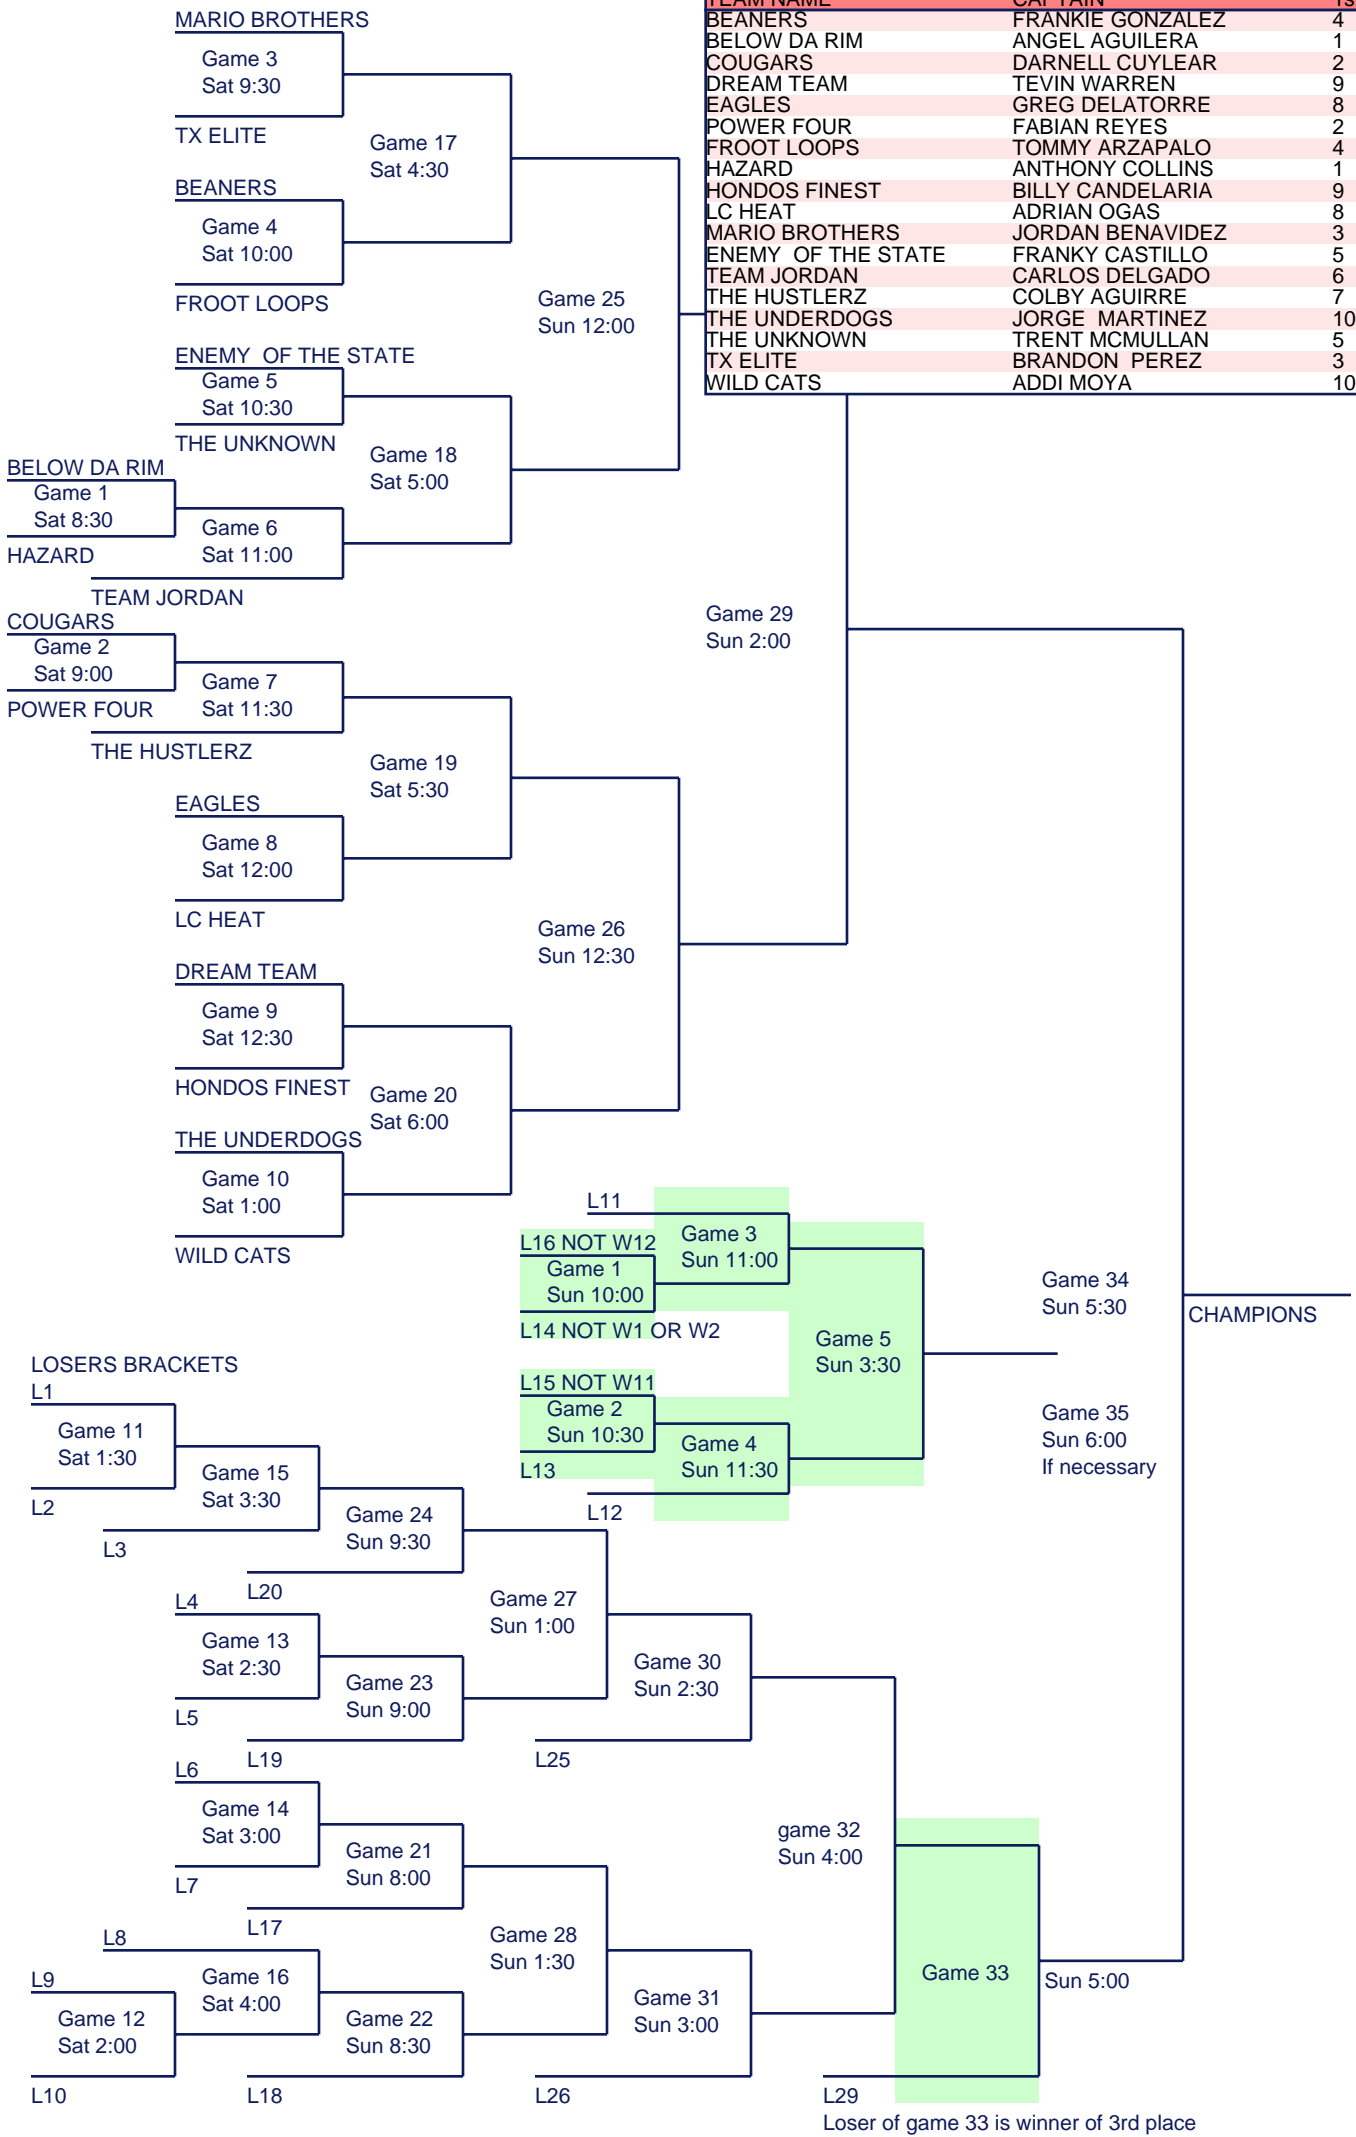 TEAM NAME CAPTAIN 1s
BEANERS FRANKIE GONZALEZ 4
BELOW DA RIM ANGEL AGUILERA 1
COUGARS DARNELL CUYLEAR 2
DREAM TEAM TEVIN WARREN 9
EAGLES GREG DELATORRE 8
POWER FOUR FABIAN REYES 2
FROOT LOOPS TOMMY ARZAPALO 4
HAZARD ANTHONY COLLINS 1
HONDOS FINEST BILLY CANDELARIA 9
LC HEAT ADRIAN OGAS 8
MARIO BROTHERS JORDAN BENAVIDEZ 3
ENEMY OF THE STATE FRANKY CASTILLO 5
TEAM JORDAN CARLOS DELGADO 6
THE HUSTLERZ COLBY AGUIRRE 7
THE UNDERDOGS JORGE MARTINEZ 10
THE UNKNOWN TRENT MCMULLAN 5
TX ELITE BRANDON PEREZ 3
WILD CATS ADDI MOYA 10
MARIO BROTHERS
Game 3
Sat 9:30
TX ELITE
Game 17
Sat 4:30
BEANERS
Game 4
Sat 10:00
FROOT LOOPS
Game 25
Sun 12:00
ENEMY OF THE STATE
Game 5
Sat 10:30
THE UNKNOWN
Game 18
Sat 5:00
BELOW DA RIM
Game 1
Sat 8:30
HAZARD
Game 6
Sat 11:00
TEAM JORDAN
Game 29
Sun 2:00
COUGARS
Game 2
Sat 9:00
POWER FOUR
Game 7
Sat 11:30
THE HUSTLERZ
Game 19
Sat 5:30
EAGLES
Game 8
Sat 12:00
LC HEAT
Game 26
Sun 12:30
DREAM TEAM
Game 9
Sat 12:30
HONDOS FINEST
Game 20
Sat 6:00
THE UNDERDOGS
Game 10
Sat 1:00
WILD CATS
L11
Game 3
Sun 11:00
L16 NOT W12
Game 1
Sun 10:00
L14 NOT W1 OR W2
Game 5
Sun 3:30
L15 NOT W11
Game 2
Sun 10:30
L13
Game 4
Sun 11:30
L12
Game 34
Sun 5:30
CHAMPIONS
Game 35
Sun 6:00
If necessary
LOSERS BRACKETS
L1
Game 11
Sat 1:30
L2
Game 15
Sat 3:30
L3
Game 24
Sun 9:30
L20
Game 27
Sun 1:00
L4
Game 13
Sat 2:30
L5
Game 23
Sun 9:00
L19
Game 30
Sun 2:30
L25
L6
Game 14
Sat 3:00
L7
Game 21
Sun 8:00
L17
game 32
Sun 4:00
Game 28
Sun 1:30
L8
L9
Game 16
Sat 4:00
Game 12
Sat 2:00
L10
Game 22
Sun 8:30
L18
Game 31
Sun 3:00
L26
Game 33
Sun 5:00
L29
Loser of game 33 is winner of 3rd place